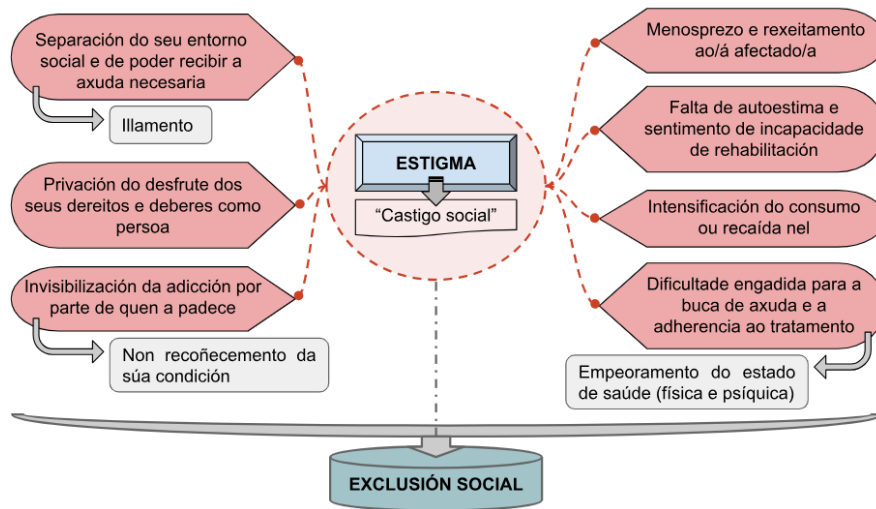 Separación do seu entorno
social e de poder recibir a
axuda necesaria
Illamento
Privación do desfrute dos
seus dereitos e deberes como
persoa
Invisibilización da adicción por
parte de quen a padece
Non recoñecemento da
súa condición
ESTIGMA
“Castigo social”
Menosprezo e rexeitamento
ao/á afectado/a
Falta de autoestima e
sentimento de incapacidade
de rehabilitación
Intensificación do consumo
ou recaída nel
Dificultade engadida para a
buca de axuda e a
adherencia ao tratamento
Empeoramento do estado
de saúde (física e psíquica)
EXCLUSIÓN SOCIAL